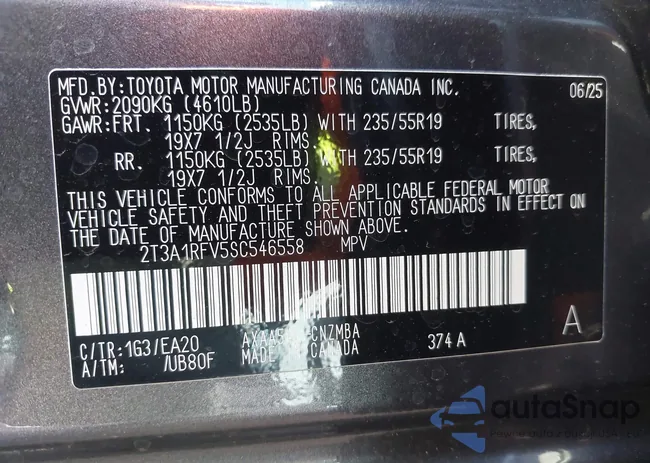 MFD.BY:TOYOTA MOTOR MANUFACTURING CANADA INC. 06/25
GVWR:2090KG (4610LB)
GAWR:FRT. 1150KG (2535LB) WITH 235/55R19 TIRES,
19X7 1/2J RIMS.
RR. 1150KG (2535LB) WITH 235/55R19 TIRES,
19X7 1/2J RIMS.
THIS VEHICLE CONFORMS TO ALL APPLICABLE FEDERAL MOTOR
VEHICLE SAFETY AND THEFT PREVENTION STANDARDS IN EFFECT ON
THE DATE OF MANUFACTURE SHOWN ABOVE.
2T3A1RFV5SC546558 MPV
A
C/TR:1G3/EA20 CNZMBA 374 A
A/TM: /UB80F MADE CANADA
autoSnap